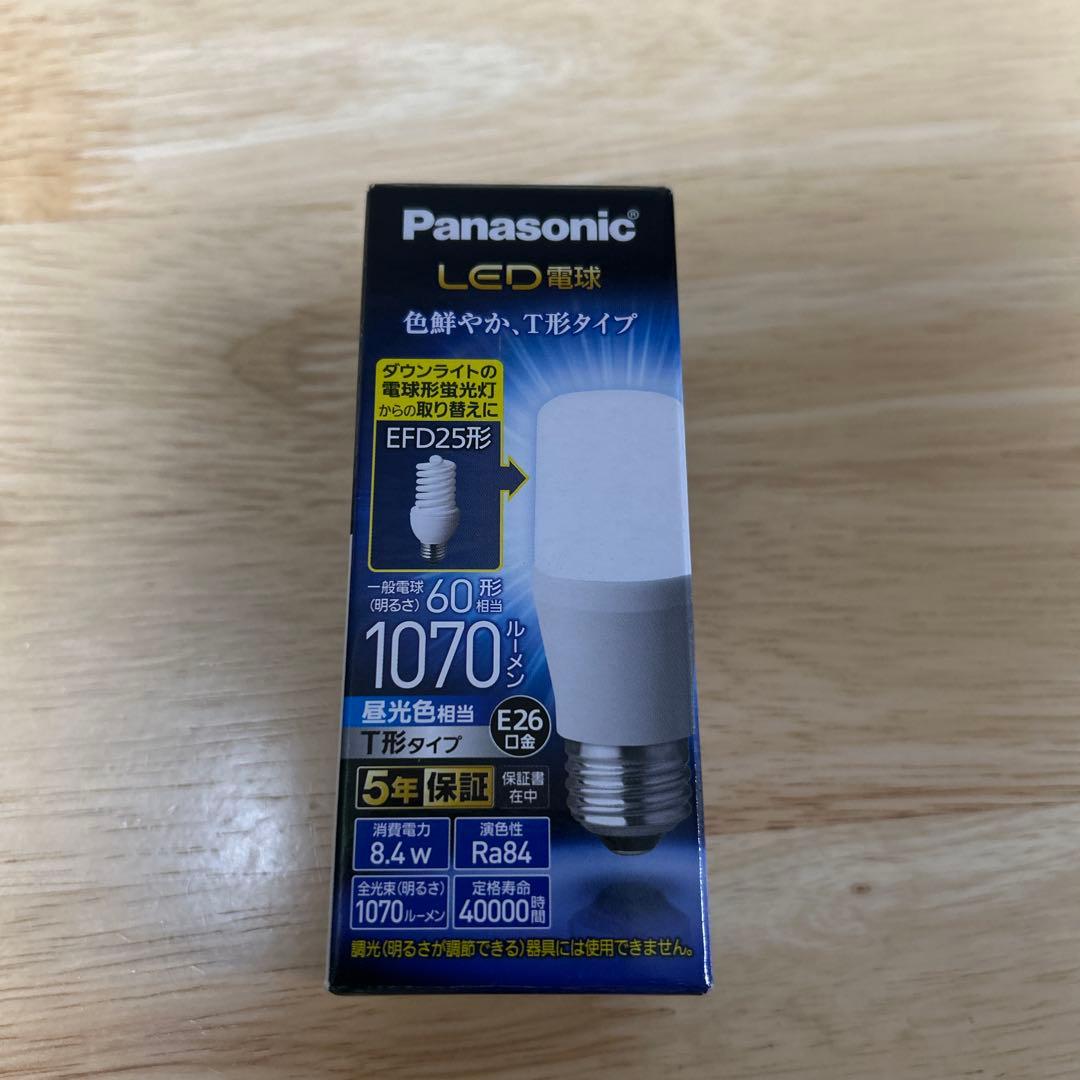 Panasonic®
LED電球
色鮮やか、T形タイプ
ダウンライトの
電球形蛍光灯
からの取り替えに
EFD25形
一般電球
(明るさ)
60形
相当
1070ルーメン
昼光色相当
T形タイプ
E26
口金
5年保証
保証書
在中
消費電力
8.4W
演色性
Ra84
全光束(明るさ)
1070ルーメン
定格寿命
40000時間
調光(明るさが調節できる)器具には使用できません。